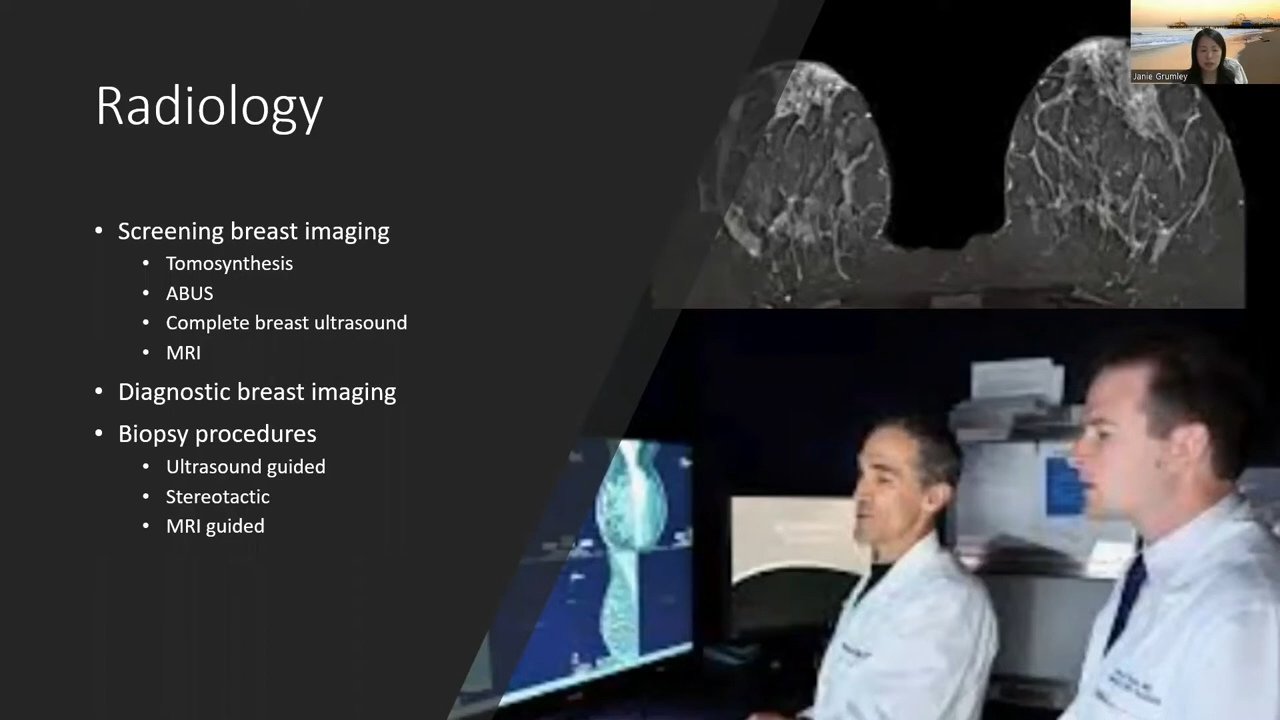 Radiology
Janie Grumley
• Screening breast imaging
• Tomosynthesis
• ABUS
• Complete breast ultrasound
• MRI
• Diagnostic breast imaging
• Biopsy procedures
• Ultrasound guided
• Stereotactic
• MRI guided